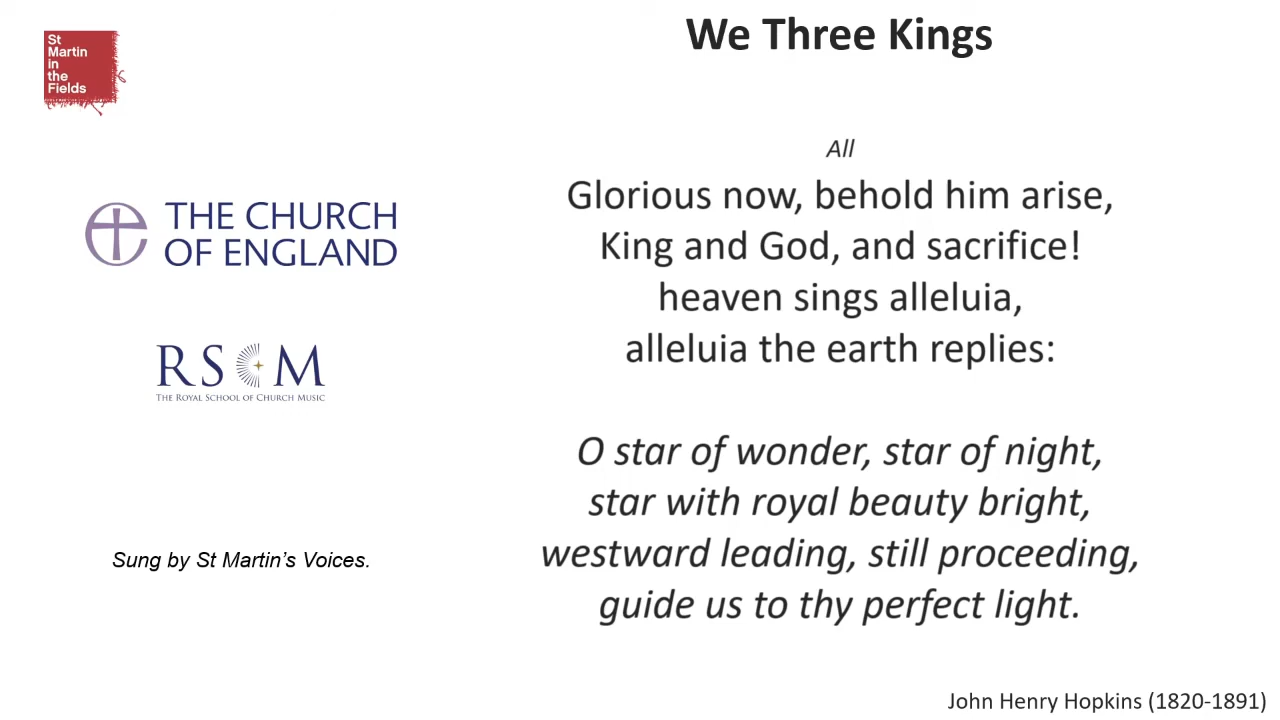 St
Martin
in
the
Fields
We Three Kings
THE CHURCH
OF ENGLAND
RSCM
THE ROYAL SCHOOL OF CHURCH MUSIC
Sung by St Martin's Voices.
All
Glorious now, behold him arise,
King and God, and sacrifice!
heaven sings alleluia,
alleluia the earth replies:
O star of wonder, star of night,
star with royal beauty bright,
westward leading, still proceeding,
guide us to thy perfect light.
John Henry Hopkins (1820-1891)